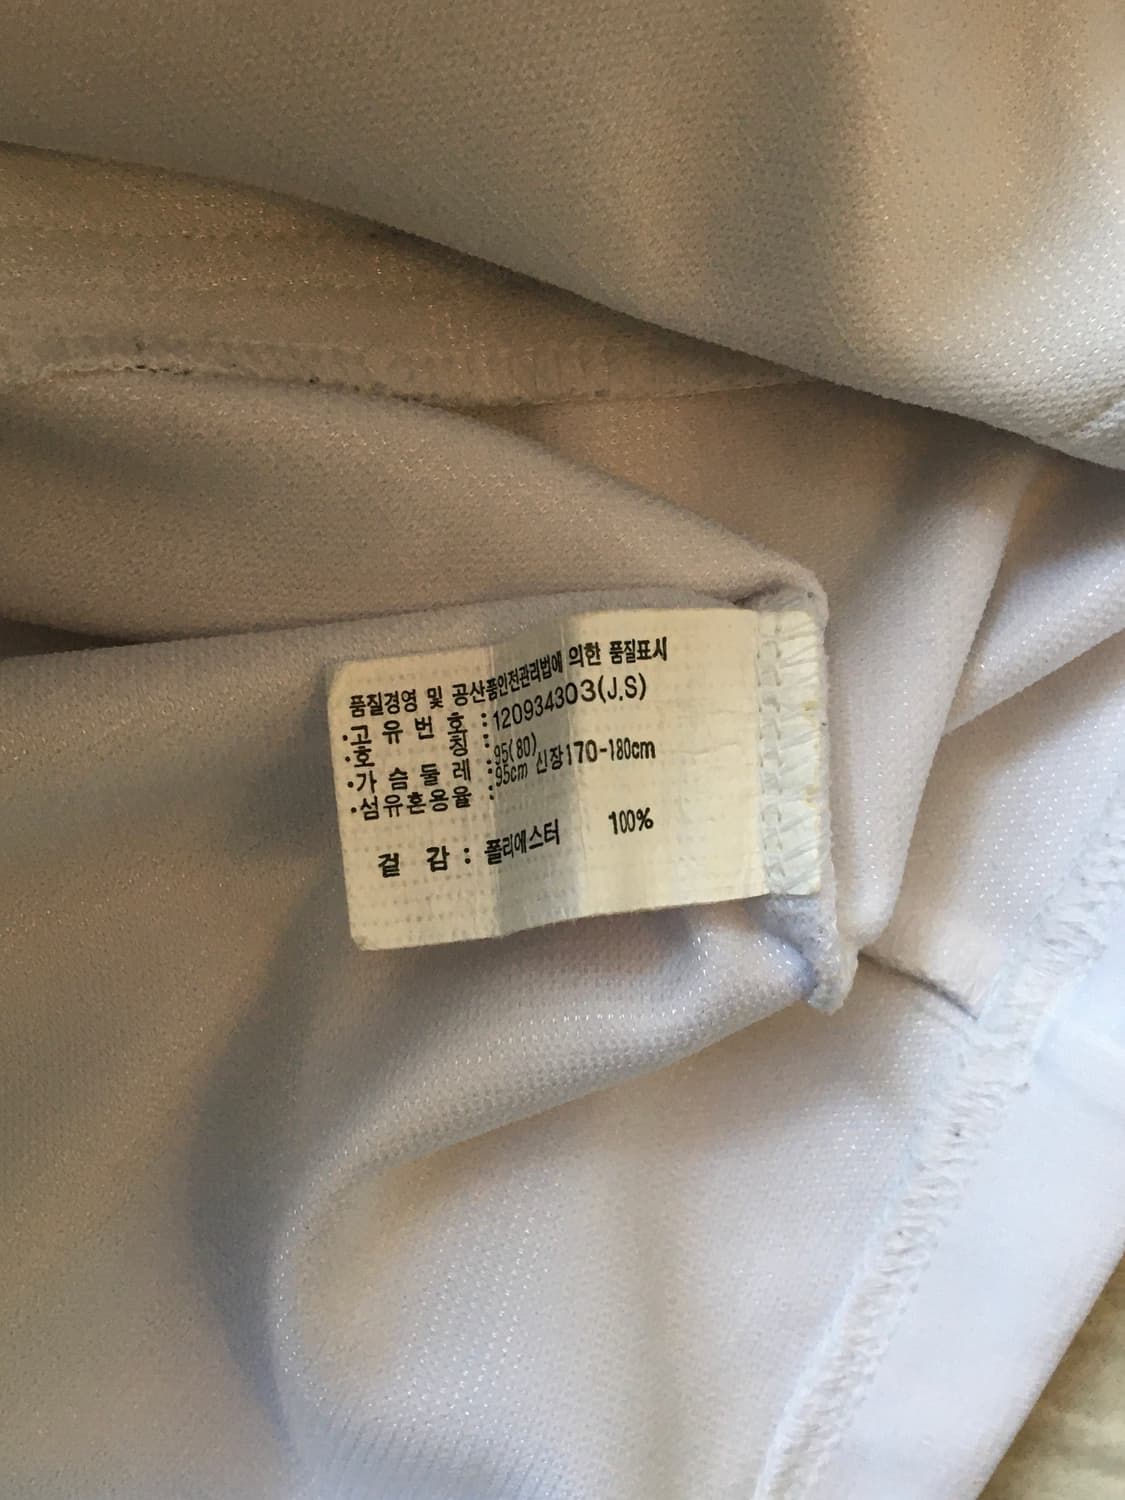 품질경영 및 공산품안전관리법에 의한 품질표시
·고유번호 : 120934303(J.S)
·호칭 : 95(80)
·가슴둘레 : 95cm 신장170-180cm
·섬유혼용율 :
겉감 : 폴리에스터 100%